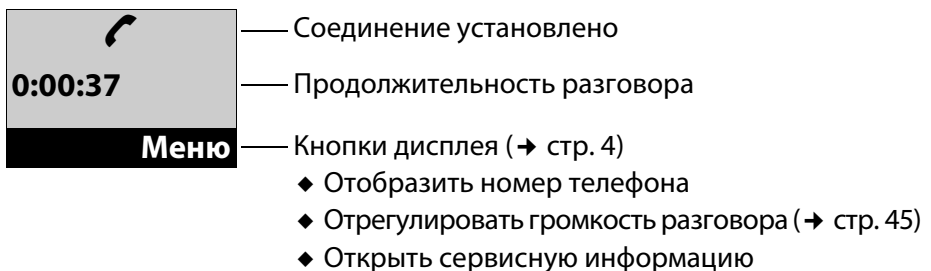 Соединение установлено
0:00:37
Продолжительность разговора
Меню
Кнопки дисплея (➔ стр. 4)
◆ Отобразить номер телефона
◆ Отрегулировать громкость разговора (➔ стр. 45)
◆ Открыть сервисную информацию